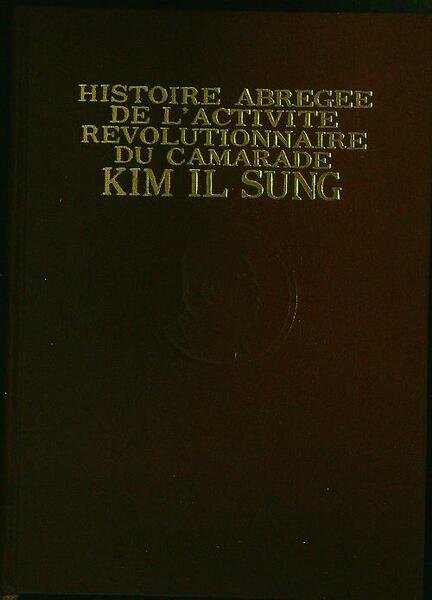 HISTOIRE ABREGEE
DE L'ACTIVITE
REVOLUTIONNAIRE
DU CAMARADE
KIM IL SUNG